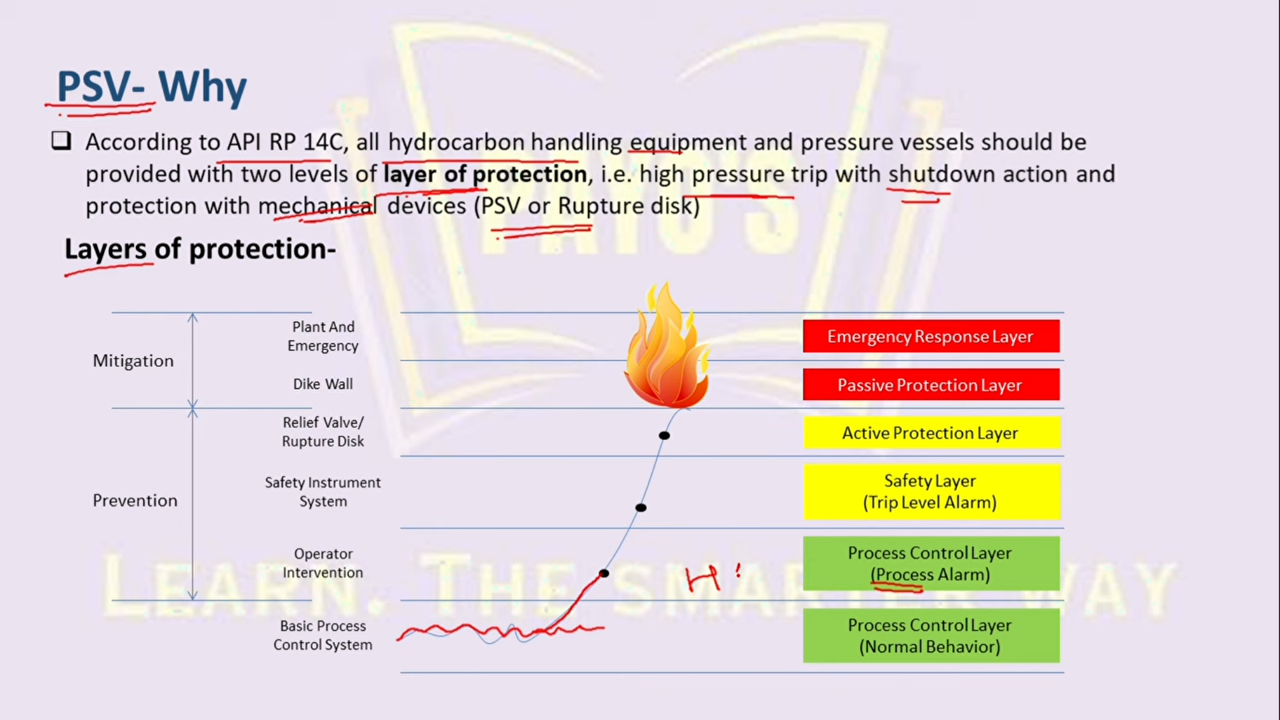 PSV- Why
According to API RP 14C, all hydrocarbon handling equipment and pressure vessels should be
provided with two levels of layer of protection, i.e. high pressure trip with shutdown action and
protection with mechanical devices (PSV or Rupture disk)
Layers of protection-
Mitigation
Prevention
Plant And
Emergency
Dike Wall
Relief Valve/
Rupture Disk
Safety Instrument
System
Operator
Intervention
Basic Process
Control System
Emergency Response Layer
Passive Protection Layer
Active Protection Layer
Safety Layer
(Trip Level Alarm)
Process Control Layer
(Process Alarm)
Process Control Layer
(Normal Behavior)
PATO'S
LEARN. THE SMARTER WAY